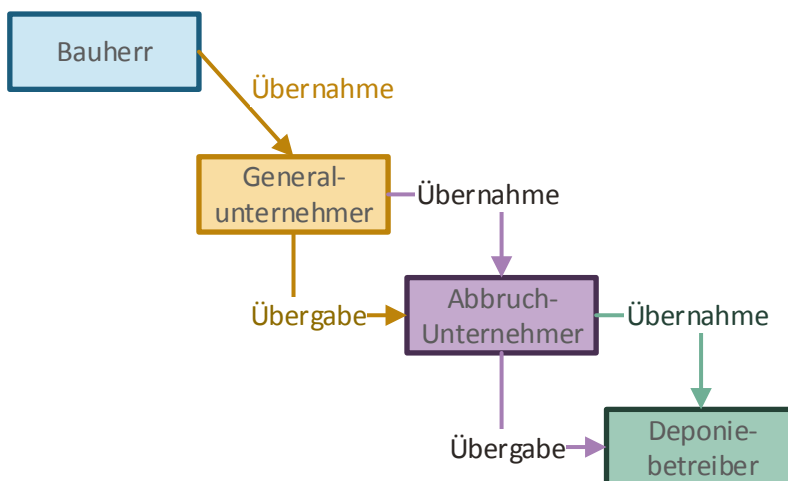 Bauherr
Übernahme
General-
unternehmer
Übernahme
Übergabe
Abbruch-
Unternehmer
Übernahme
Übergabe
Deponie-
betreiber